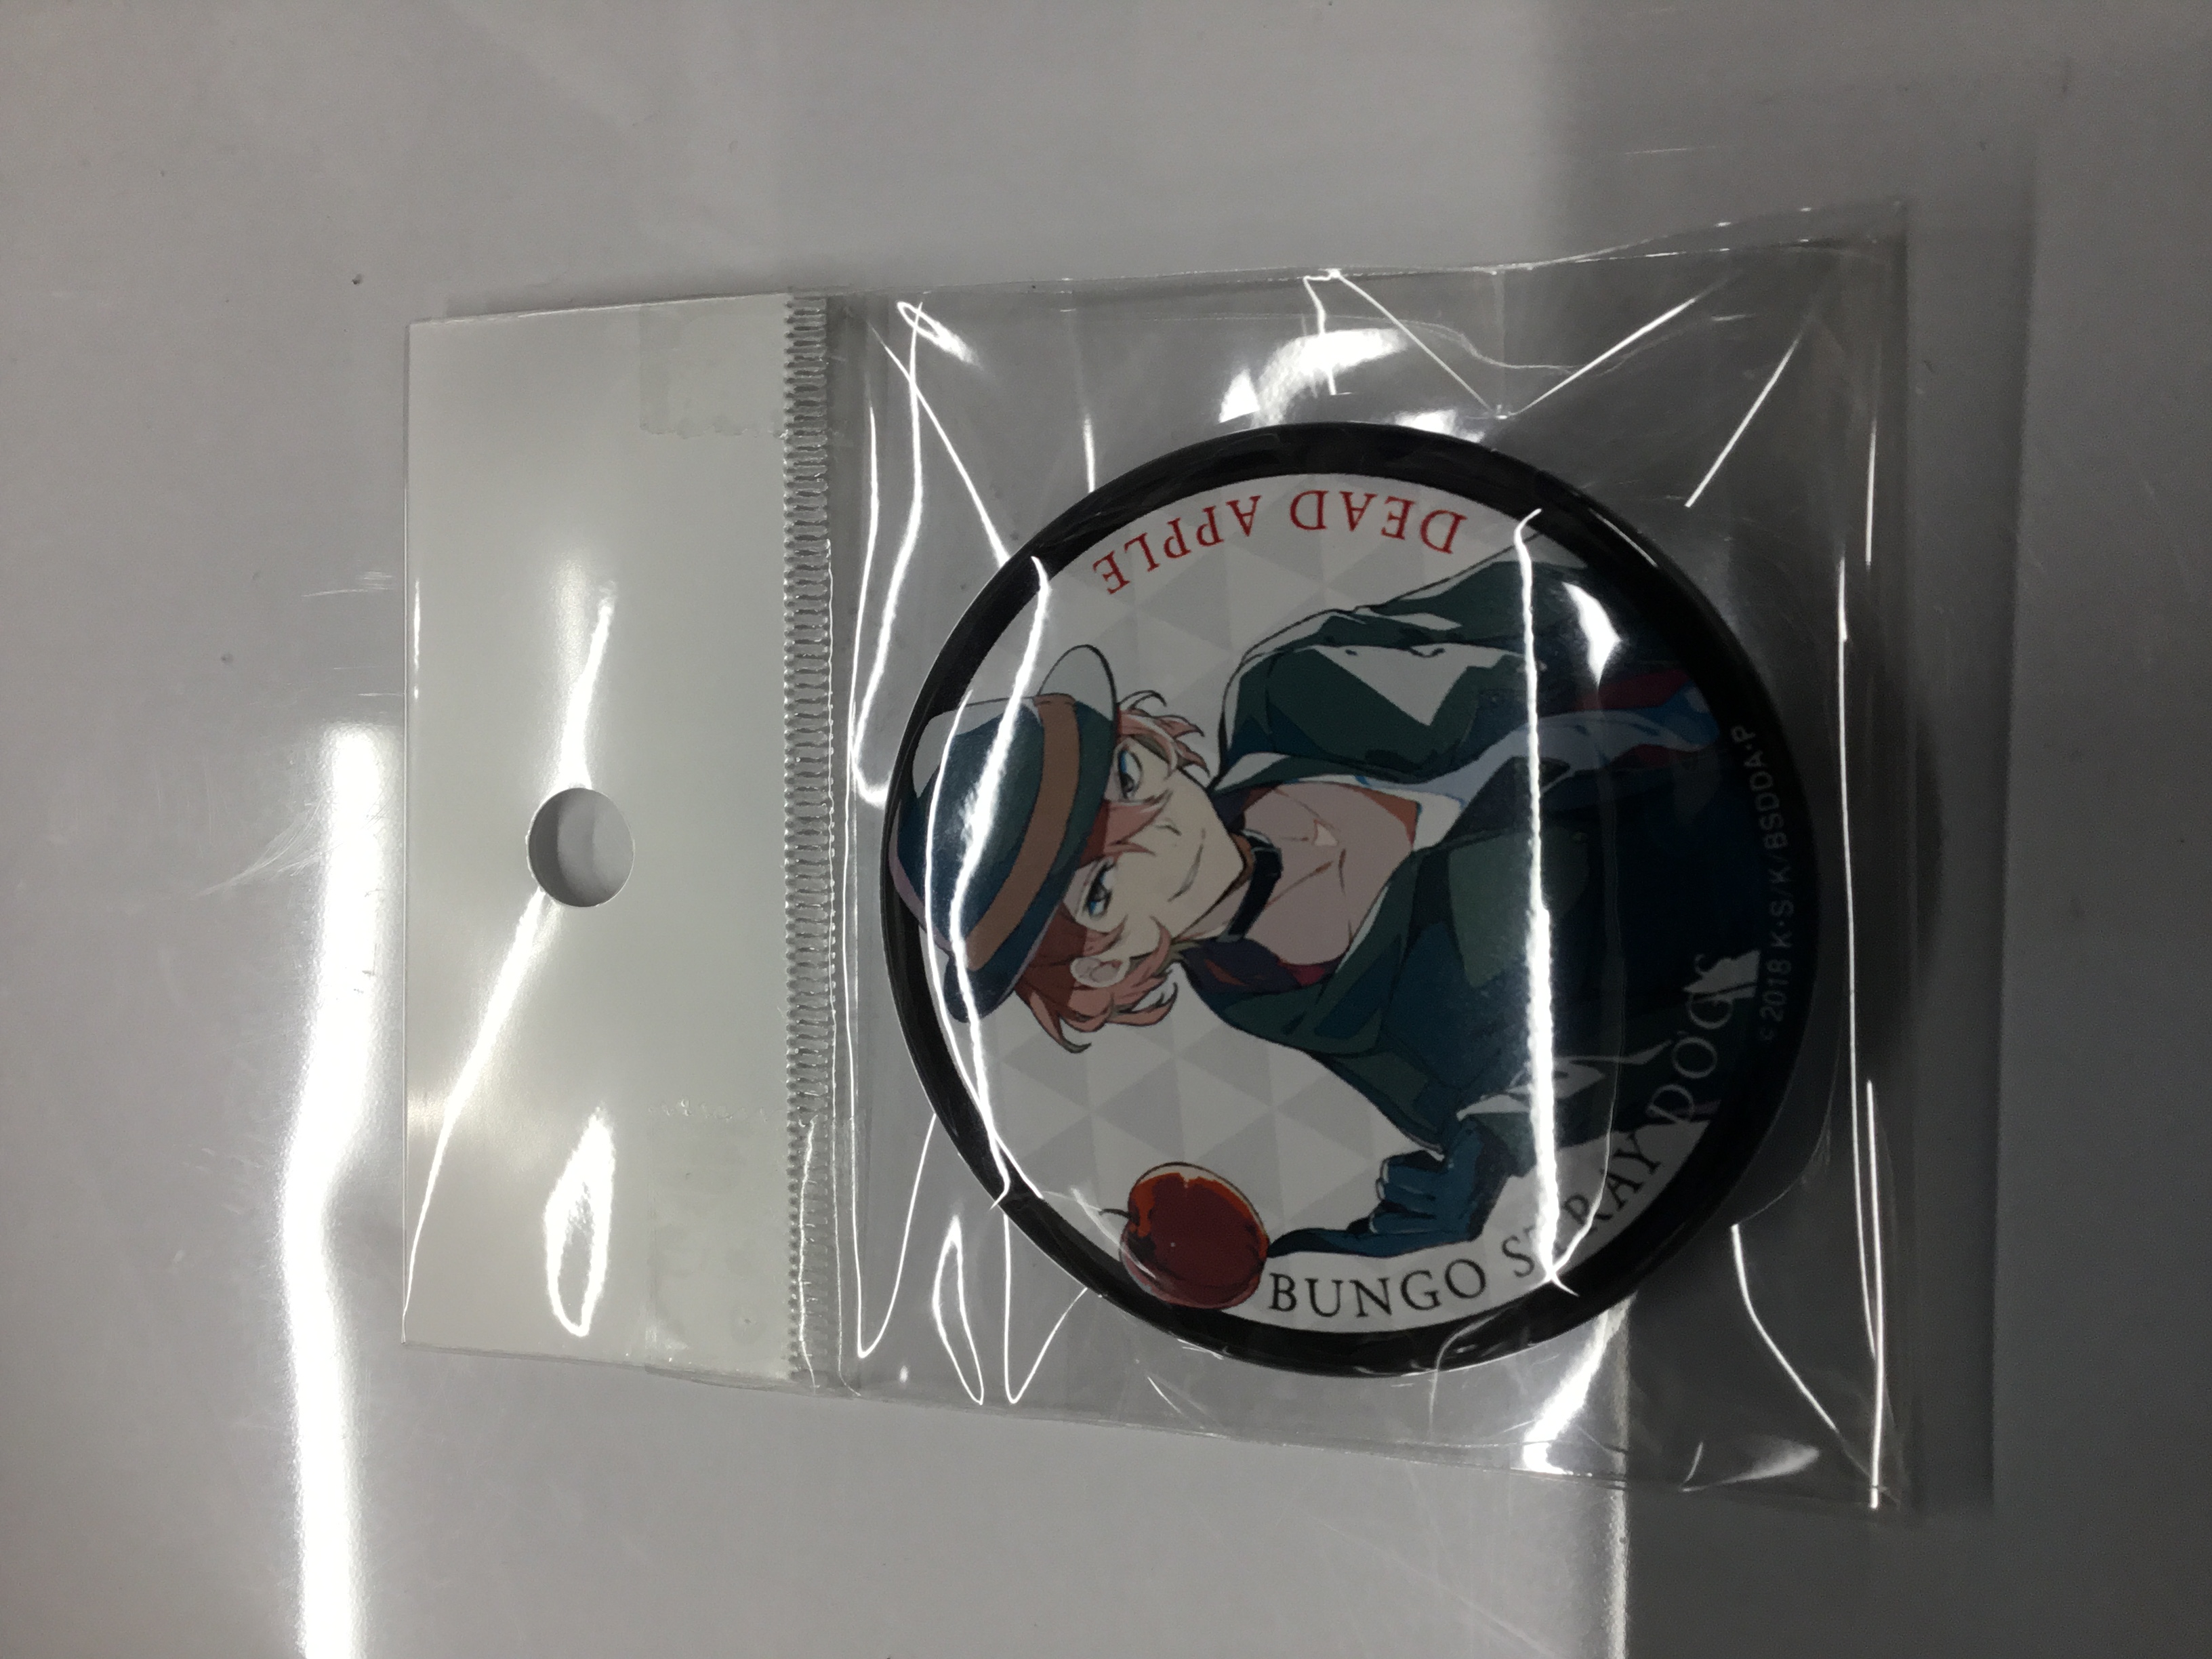 DEAD APPLE
BUNGO STRAY DOGS
©2018 K・S/K/BSDDA・P